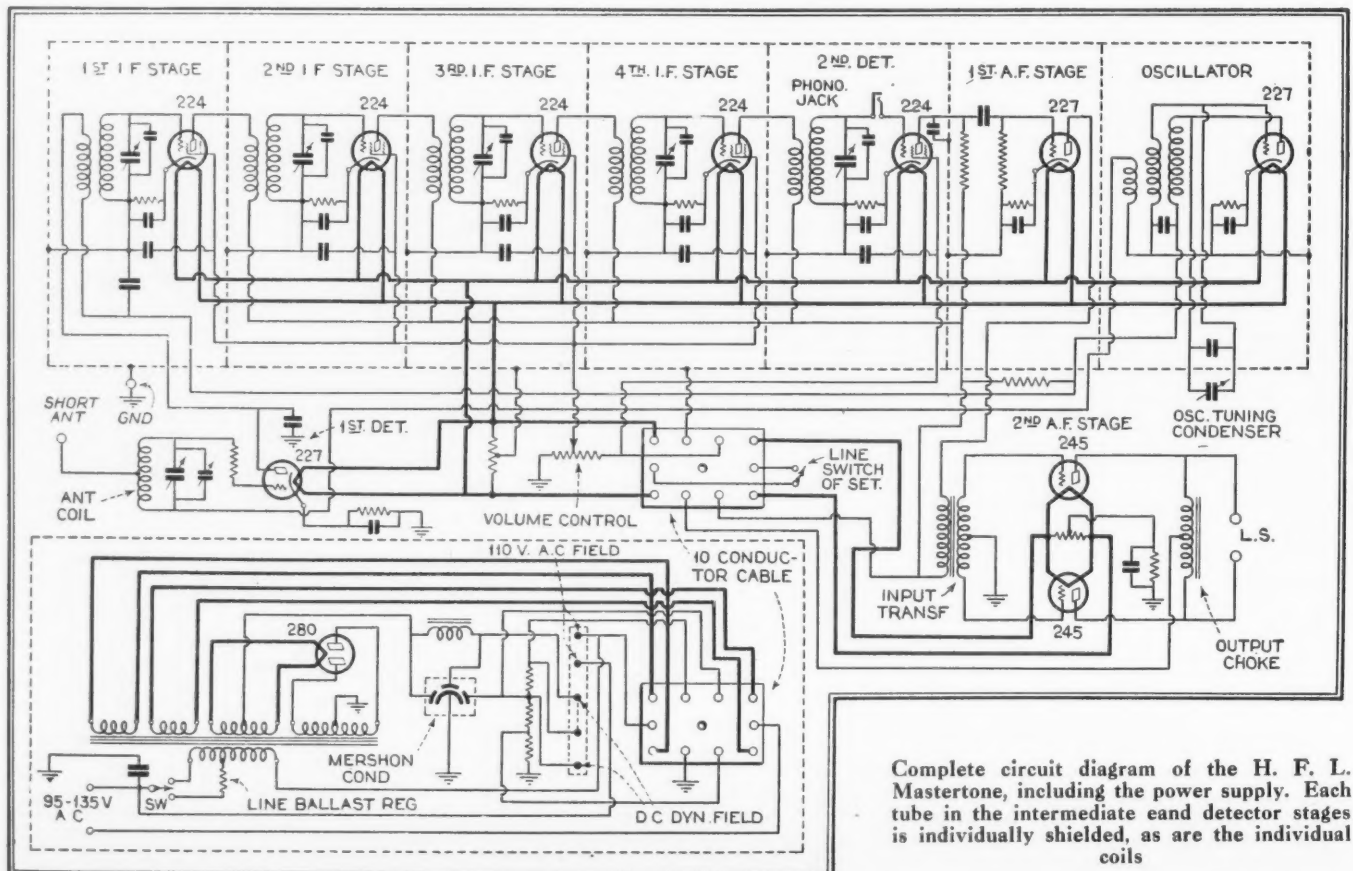 1ST I F STAGE
2ND I F STAGE
3RD. I.F. STAGE
4TH. I.F. STAGE
2ND. DET.
1ST. A.F. STAGE
OSCILLATOR
PHONO.
JACK
224
224
224
224
224
227
227
SHORT
ANT
GND
1ST. DET.
227
ANT
COIL
VOLUME CONTROL
LINE
SWITCH
OF SET.
10 CONDUC-
TOR CABLE
OSC. TUNING
CONDENSER
2ND A.F. STAGE
245
245
INPUT
TRANSF
L.S.
OUTPUT
CHOKE
110 V. A.C FIELD
280
MERSHON
COND
95-135 V
A C
SW
LINE BALLAST REG
D C DYN. FIELD
Complete circuit diagram of the H. F. L.
Mastertone, including the power supply. Each
tube in the intermediate eand detector stages
is individually shielded, as are the individual
coils